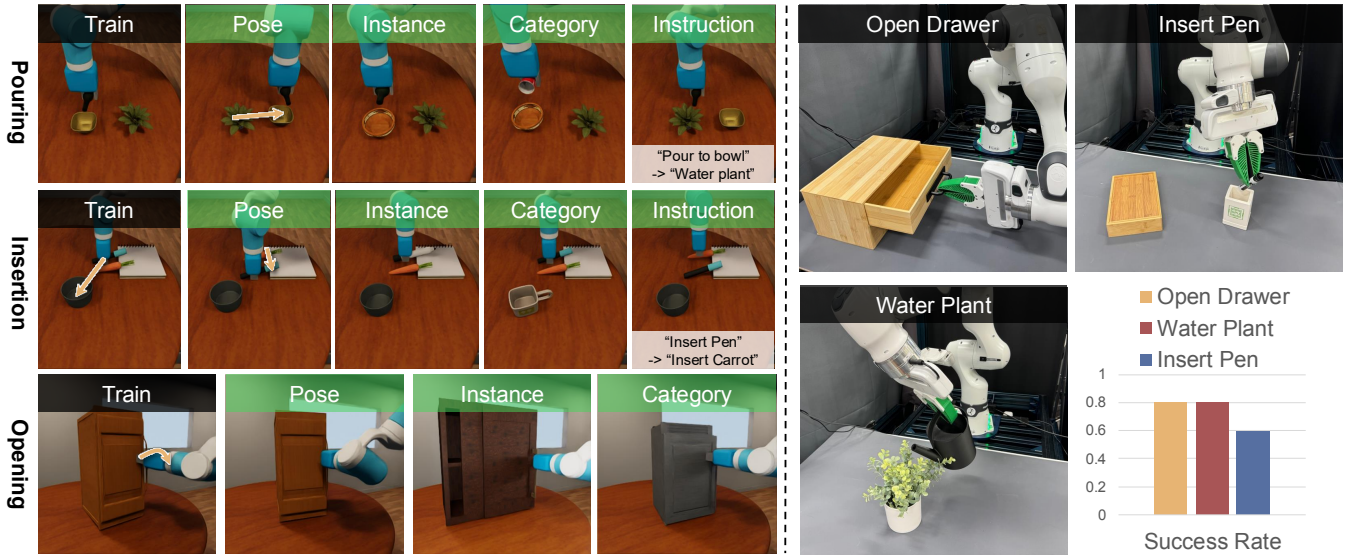 Pouring
Train
Pose
Instance
Category
Instruction
“Pour to bowl”
-> “Water plant”
Insertion
Train
Pose
Instance
Category
Instruction
“Insert Pen”
-> “Insert Carrot”
Opening
Train
Pose
Instance
Category
Open Drawer
Insert Pen
Water Plant
Open Drawer
Water Plant
Insert Pen
1
0.8
0.6
0.4
0.2
0
Success Rate